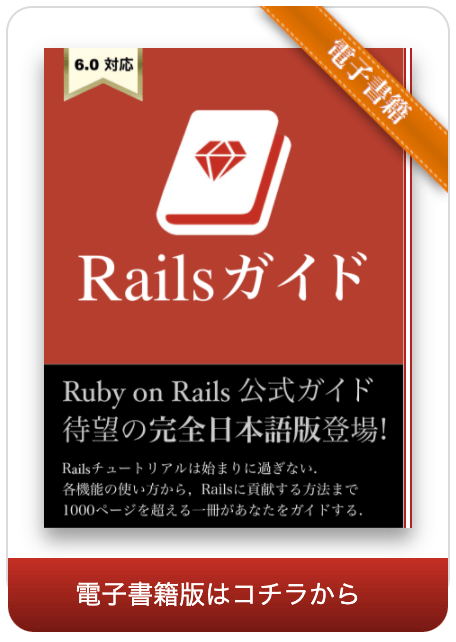 6.0 対応
電子書籍
Railsガイド
Ruby on Rails 公式ガイド
待望の完全日本語版登場!
Railsチュートリアルは始まりに過ぎない.
各機能の使い方から, Railsに貢献する方法まで
1000ページを超える一冊があなたをガイドする.
電子書籍版はコチラから